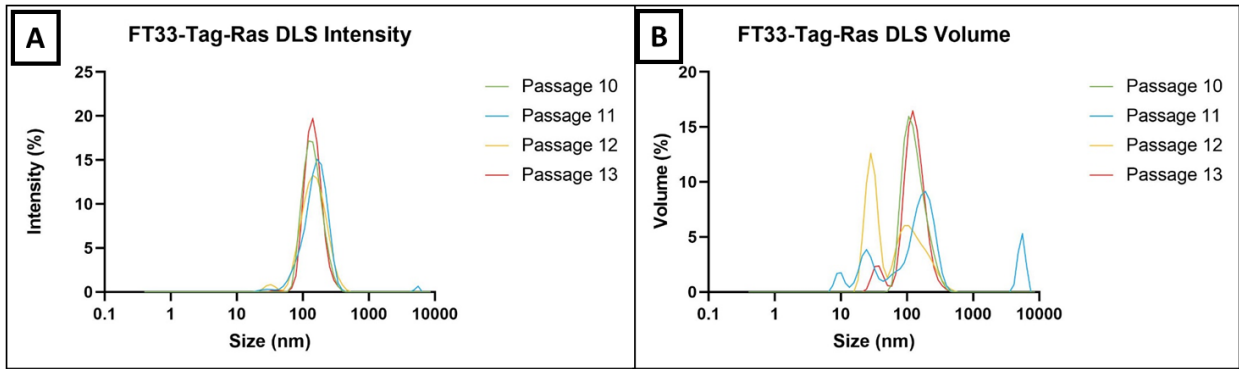 A
FT33-Tag-Ras DLS Intensity
Intensity (%)
25
20
15
10
5
0
0.1 1 10 100 1000 10000
Size (nm)
Passage 10
Passage 11
Passage 12
Passage 13
B
FT33-Tag-Ras DLS Volume
Volume (%)
20
15
10
5
0
0.1 1 10 100 1000 10000
Size (nm)
Passage 10
Passage 11
Passage 12
Passage 13